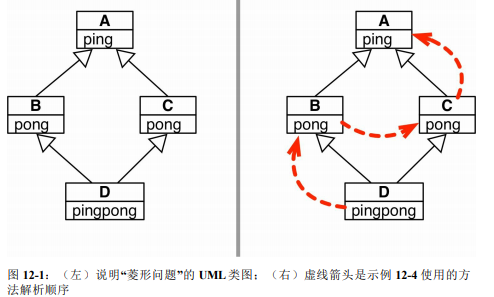 A
ping
B
pong
C
pong
D
pingpong
A
ping
B
pong
C
pong
D
pingpong
图 12-1：（左）说明“菱形问题”的 UML 类图；（右）虚线箭头是示例 12-4 使用的方
法解析顺序